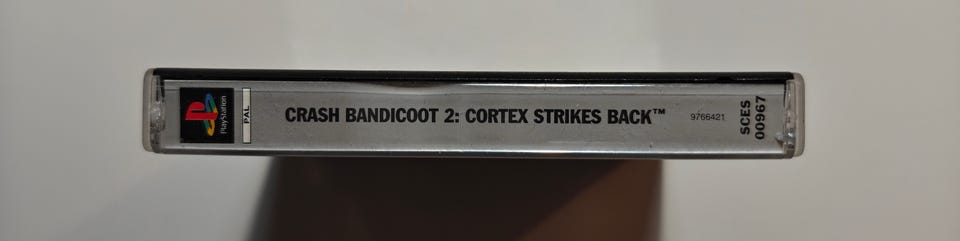 PlayStation
PAL
CRASH BANDICOOT 2: CORTEX STRIKES BACK™
9766421
SCES
00967